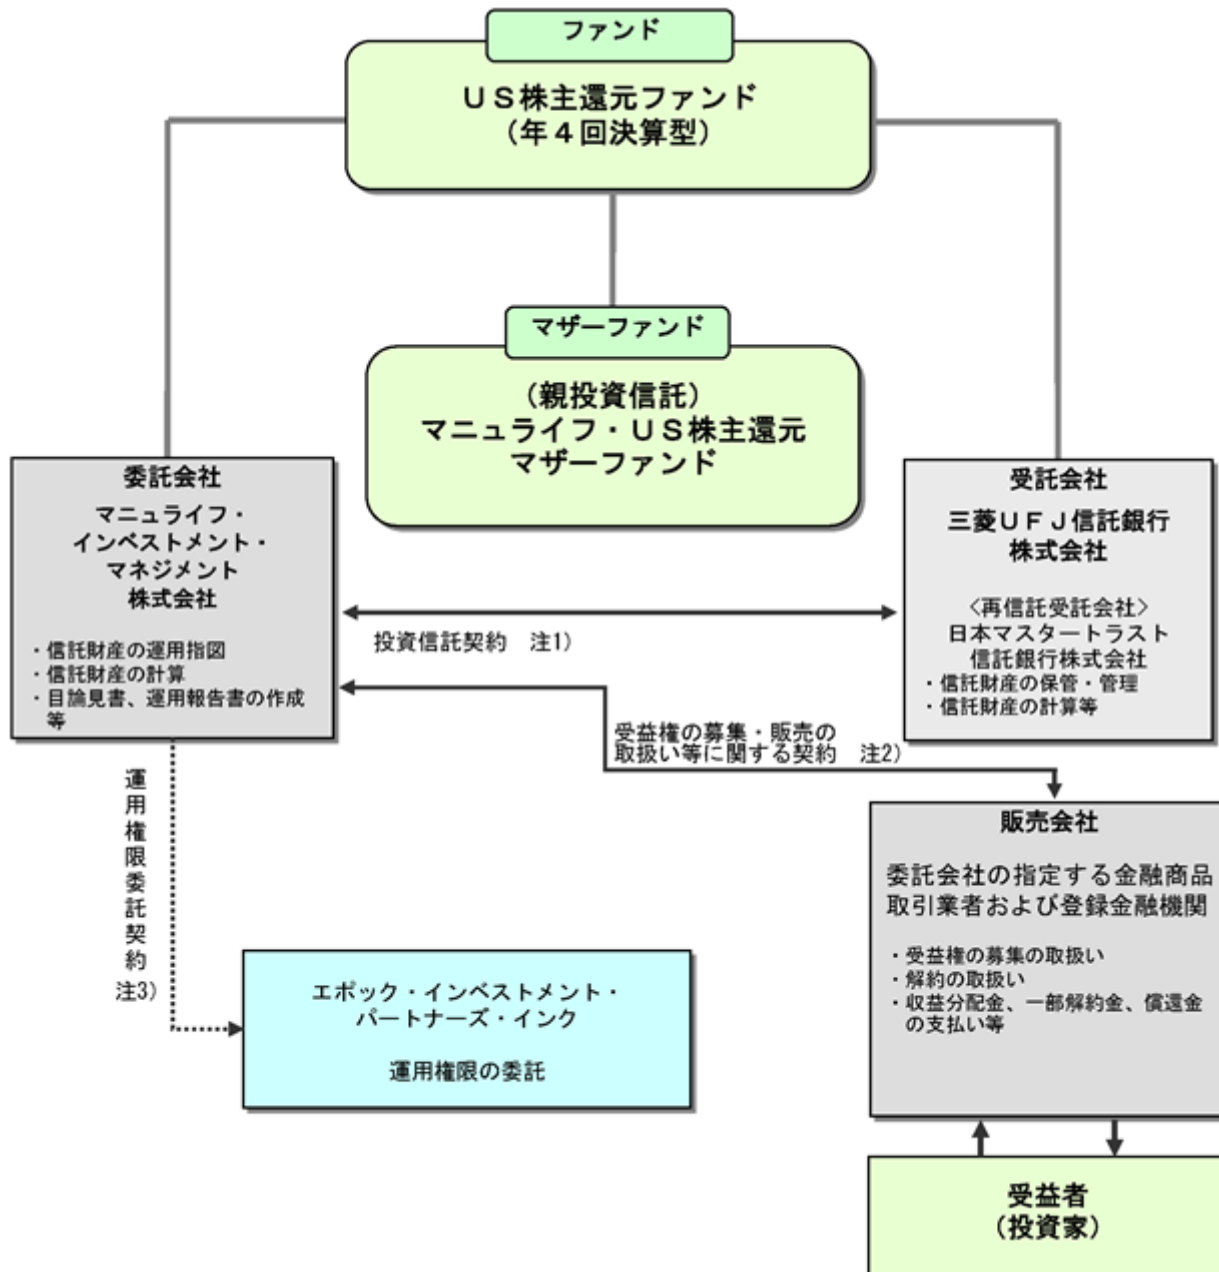 ファンド
ＵＳ株主還元ファンド
（年４回決算型）
マザーファンド
（親投資信託）
マニュライフ・ＵＳ株主還元
マザーファンド
委託会社
マニュライフ・
インベストメント・
マネジメント
株式会社
・信託財産の運用指図
・信託財産の計算
・目論見書、運用報告書の作成
等
受託会社
三菱ＵＦＪ信託銀行
株式会社
〈再信託受託会社〉
日本マスタートラスト
信託銀行株式会社
・信託財産の保管・管理
・信託財産の計算等
投資信託契約　注1)
受益権の募集・販売の
取扱い等に関する契約　注2)
運用権限委託契約
注3)
エポック・インベストメント・
パートナーズ・インク
運用権限の委託
販売会社
委託会社の指定する金融商品
取引業者および登録金融機関
・受益権の募集の取扱い
・解約の取扱い
・収益分配金、一部解約金、償還金
の支払い等
受益者
（投資家）